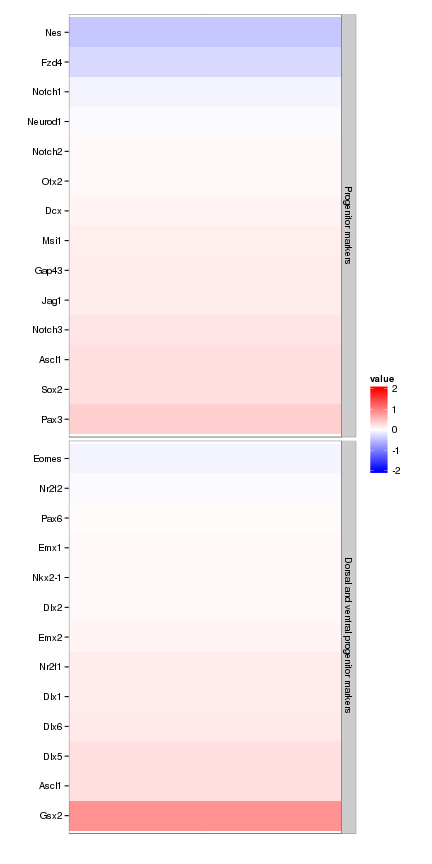 Nes
Fzd4
Notch1
Neurod1
Notch2
Otx2
Dcx
Msi1
Gap43
Jag1
Notch3
Ascl1
Sox2
Pax3
Progenitor markers
Eomes
Nr2f2
Pax6
Emx1
Nkx2-1
Dlx2
Emx2
Nr2f1
Dlx1
Dlx6
Dlx5
Ascl1
Gsx2
Dorsal and ventral progenitor markers
value
2
1
0
-1
-2